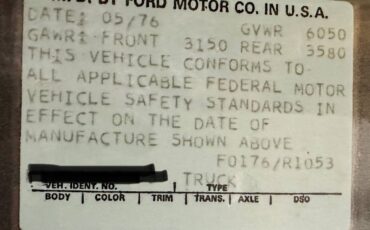 BY FORD MOTOR CO. IN U.S.A.
DATE: 05/76 GVWR 6050
GAWR: FRONT 3150 REAR 3580
THIS VEHICLE CONFORMS TO
ALL APPLICABLE FEDERAL MOTOR
VEHICLE SAFETY STANDARDS IN
EFFECT ON THE DATE OF
MANUFACTURE SHOWN ABOVE
F0176/R1053
TRUCK
VEH. IDENT. NO. TYPE
BODY COLOR TRIM TRANS. AXLE DSO